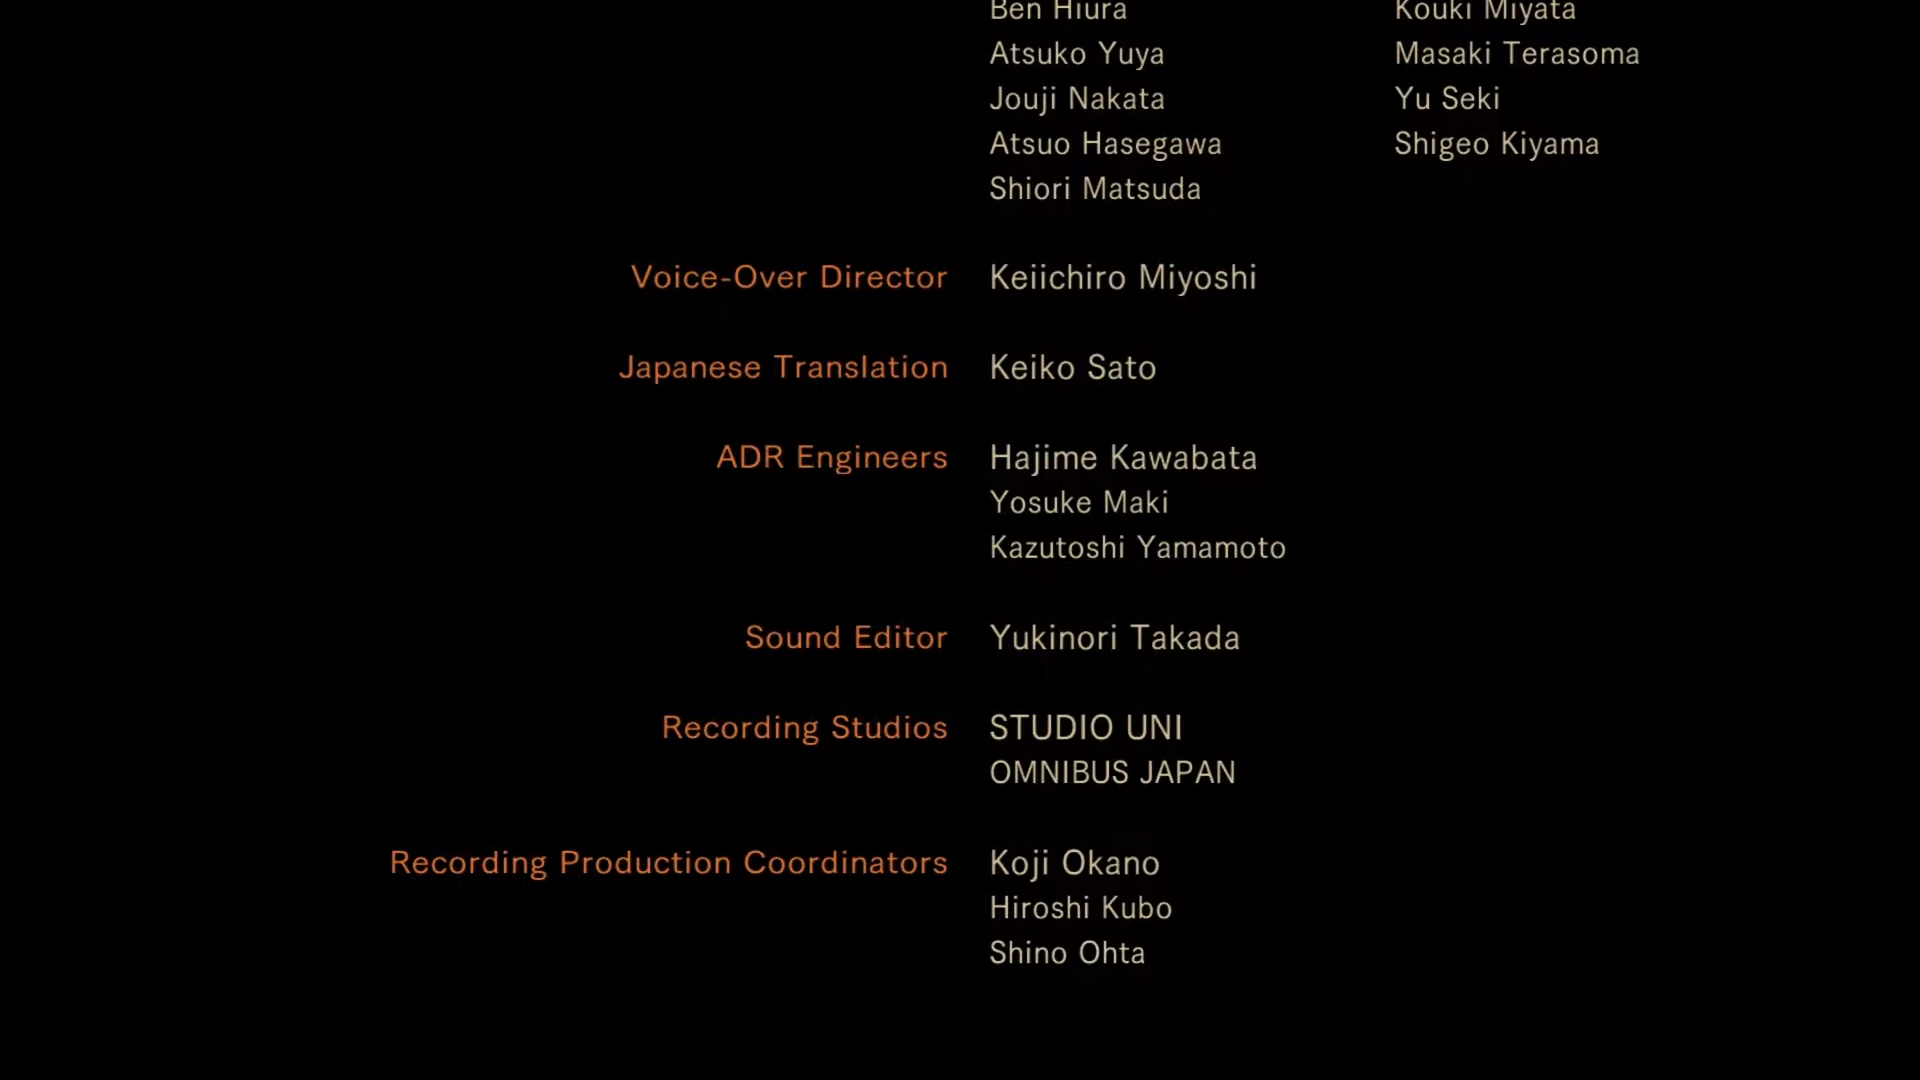 Ben Hiura Kouki Miyata
Atsuko Yuya Masaki Terasoma
Jouji Nakata Yu Seki
Atsuo Hasegawa Shigeo Kiyama
Shiori Matsuda
Voice-Over Director Keiichiro Miyoshi
Japanese Translation Keiko Sato
ADR Engineers Hajime Kawabata
Yosuke Maki
Kazutoshi Yamamoto
Sound Editor Yukinori Takada
Recording Studios STUDIO UNI
OMNIBUS JAPAN
Recording Production Coordinators Koji Okano
Hiroshi Kubo
Shino Ohta